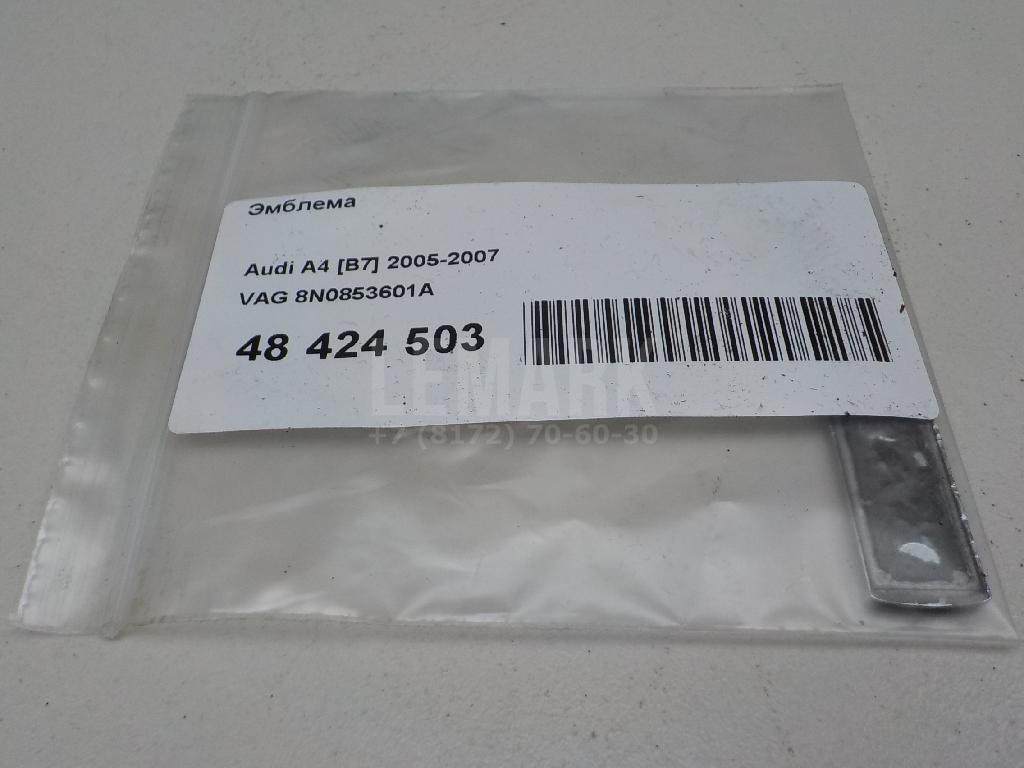 Эмблема
Audi A4 [B7] 2005-2007
VAG 8N0853601A
48 424 503
LEMARK
+7 (8172) 70-60-30